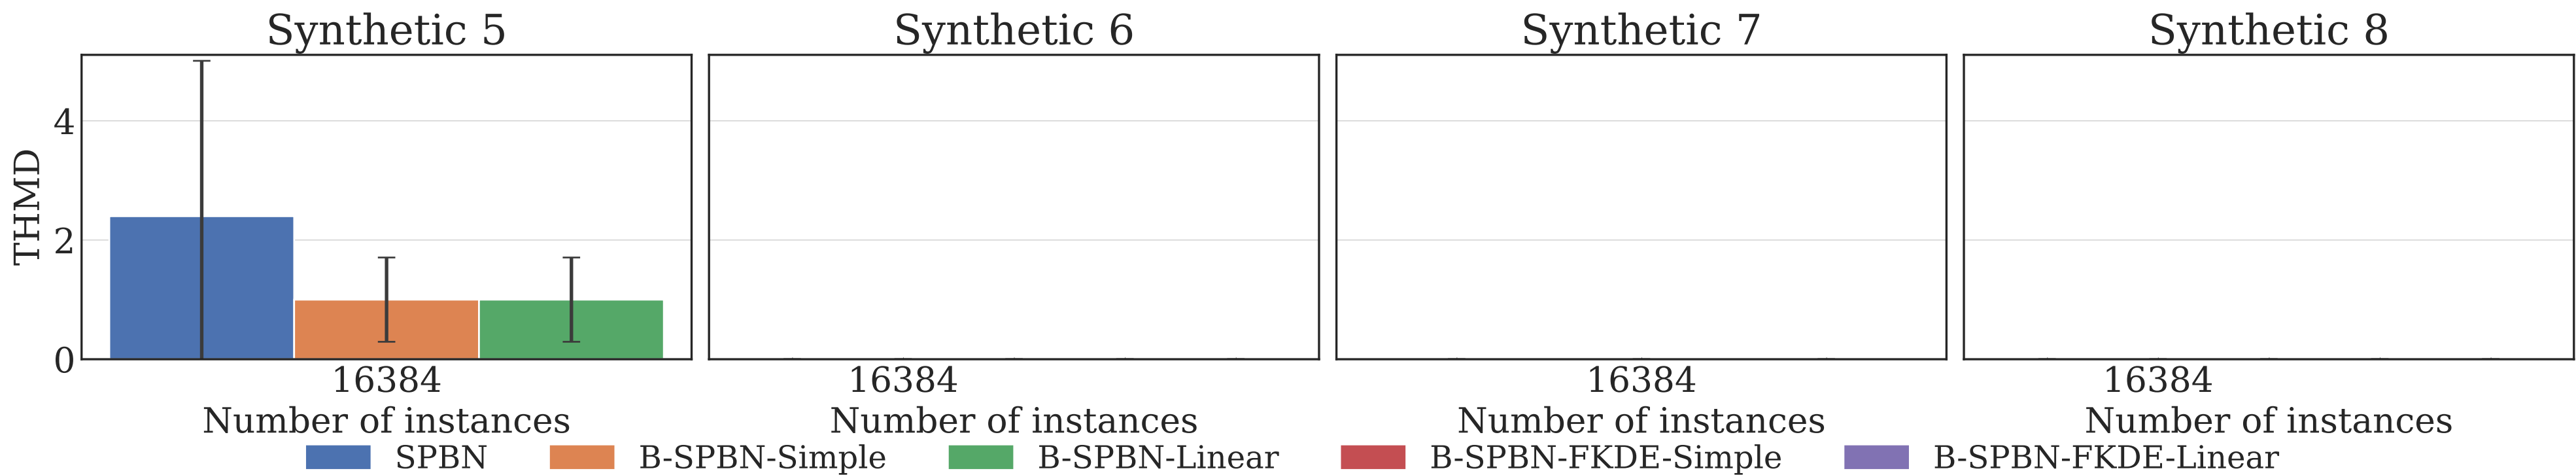 Synthetic 5 Synthetic 6 Synthetic 7 Synthetic 8
THMD
4
2
0
16384 16384 16384 16384
Number of instances Number of instances Number of instances Number of instances
SPBN B-SPBN-Simple B-SPBN-Linear B-SPBN-FKDE-Simple B-SPBN-FKDE-Linear